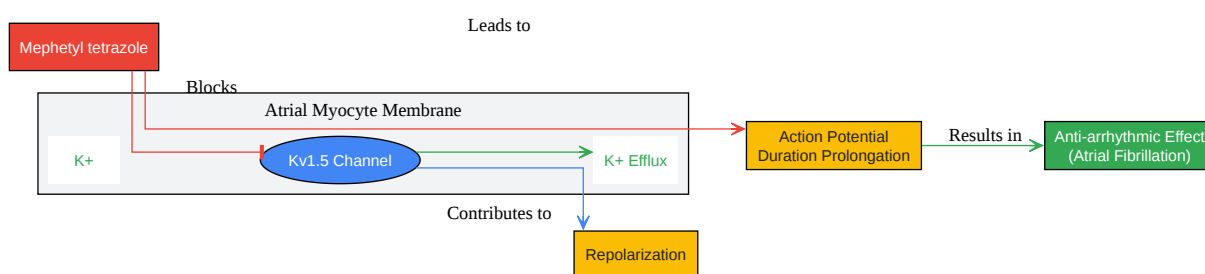 Leads to
Mephetyl tetrazole
Blocks
Atrial Myocyte Membrane
K+
Kv1.5 Channel
K+ Efflux
Action Potential
Duration Prolongation
Results in
Anti-arrhythmic Effect
(Atrial Fibrillation)
Contributes to
Repolarization